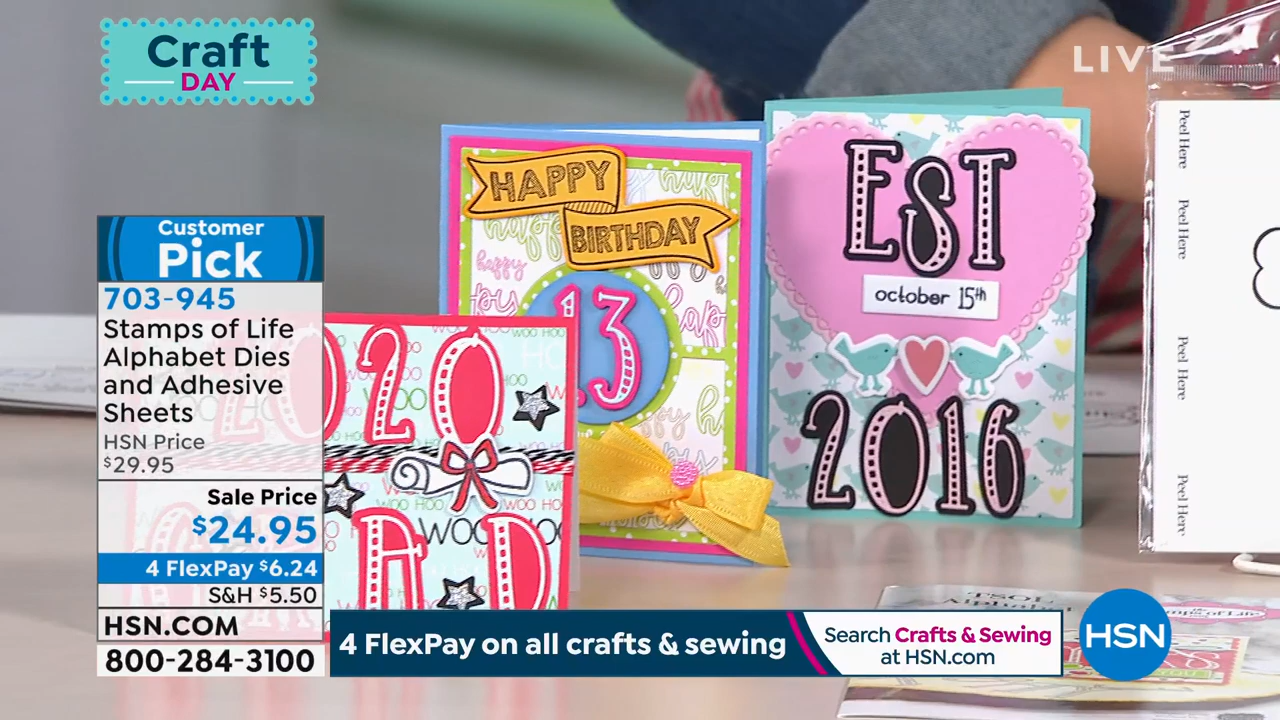 Craft
DAY
LIVE
Customer
Pick
703-945
Stamps of Life
Alphabet Dies
and Adhesive
Sheets
HSN Price
$29.95
Sale Price
$24.95
4 FlexPay $6.24
S&H $5.50
HSN.COM
800-284-3100
2020
WOO HOO
HAPPY
BIRTHDAY
happy
13
EST
october 15th
2016
Peel Here
Peel Here
Peel Here
Peel Here
4 FlexPay on all crafts & sewing
Search Crafts & Sewing
at HSN.com
HSN